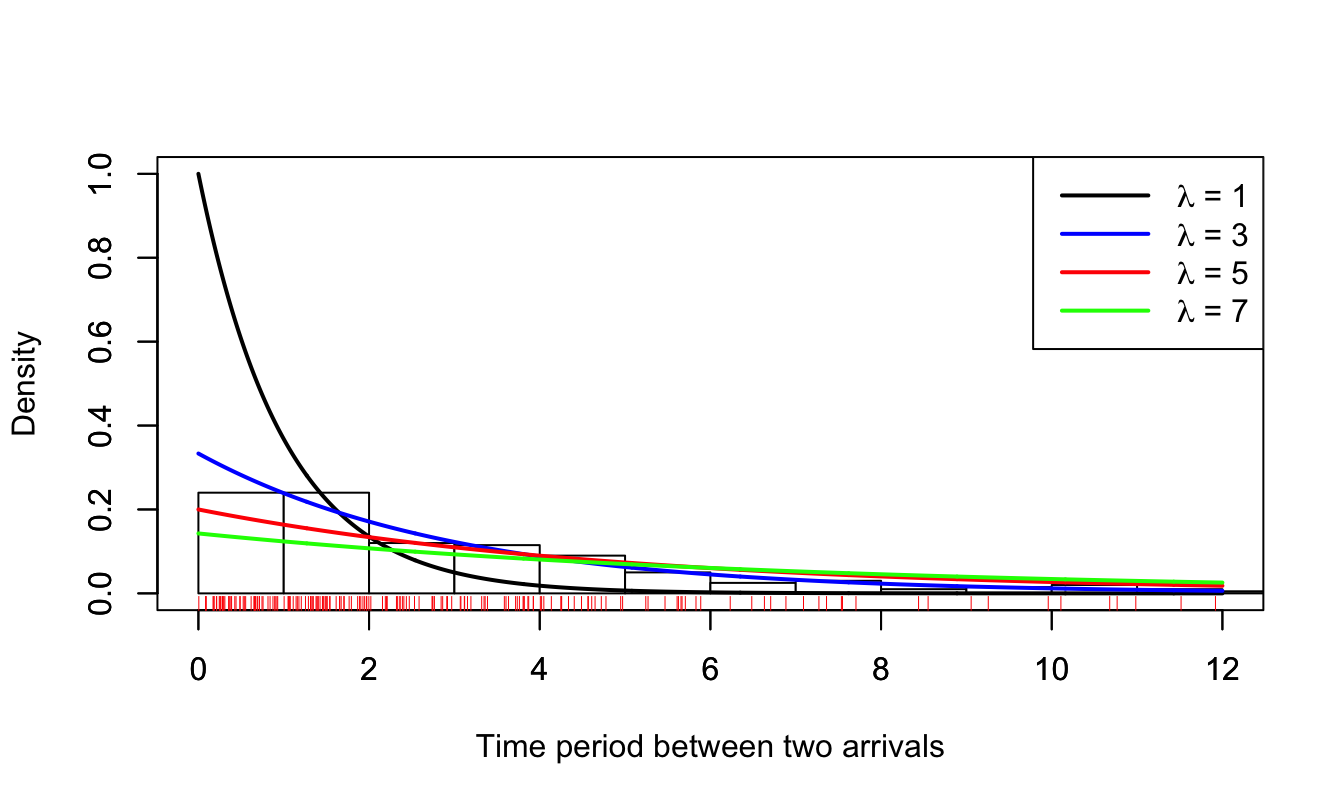 1.0
0.8
0.6
0.4
0.2
0.0
Density
λ = 1
λ = 3
λ = 5
λ = 7
0 2 4 6 8 10 12
Time period between two arrivals